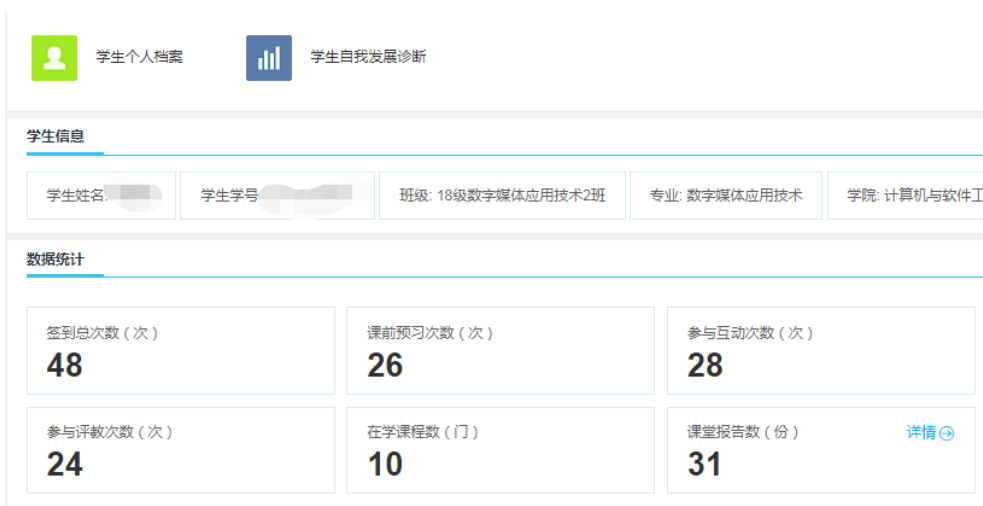 学生个人档案 学生自我发展诊断
学生信息
学生姓名: 学生学号 班级: 18级数字媒体应用技术2班 专业: 数字媒体应用技术 学院: 计算机与软件工
数据统计
签到总次数（次） 课前预习次数（次） 参与互动次数（次）
48 26 28
参与评教次数（次） 在学课程数（门） 课堂报告数（份） 详情
24 10 31